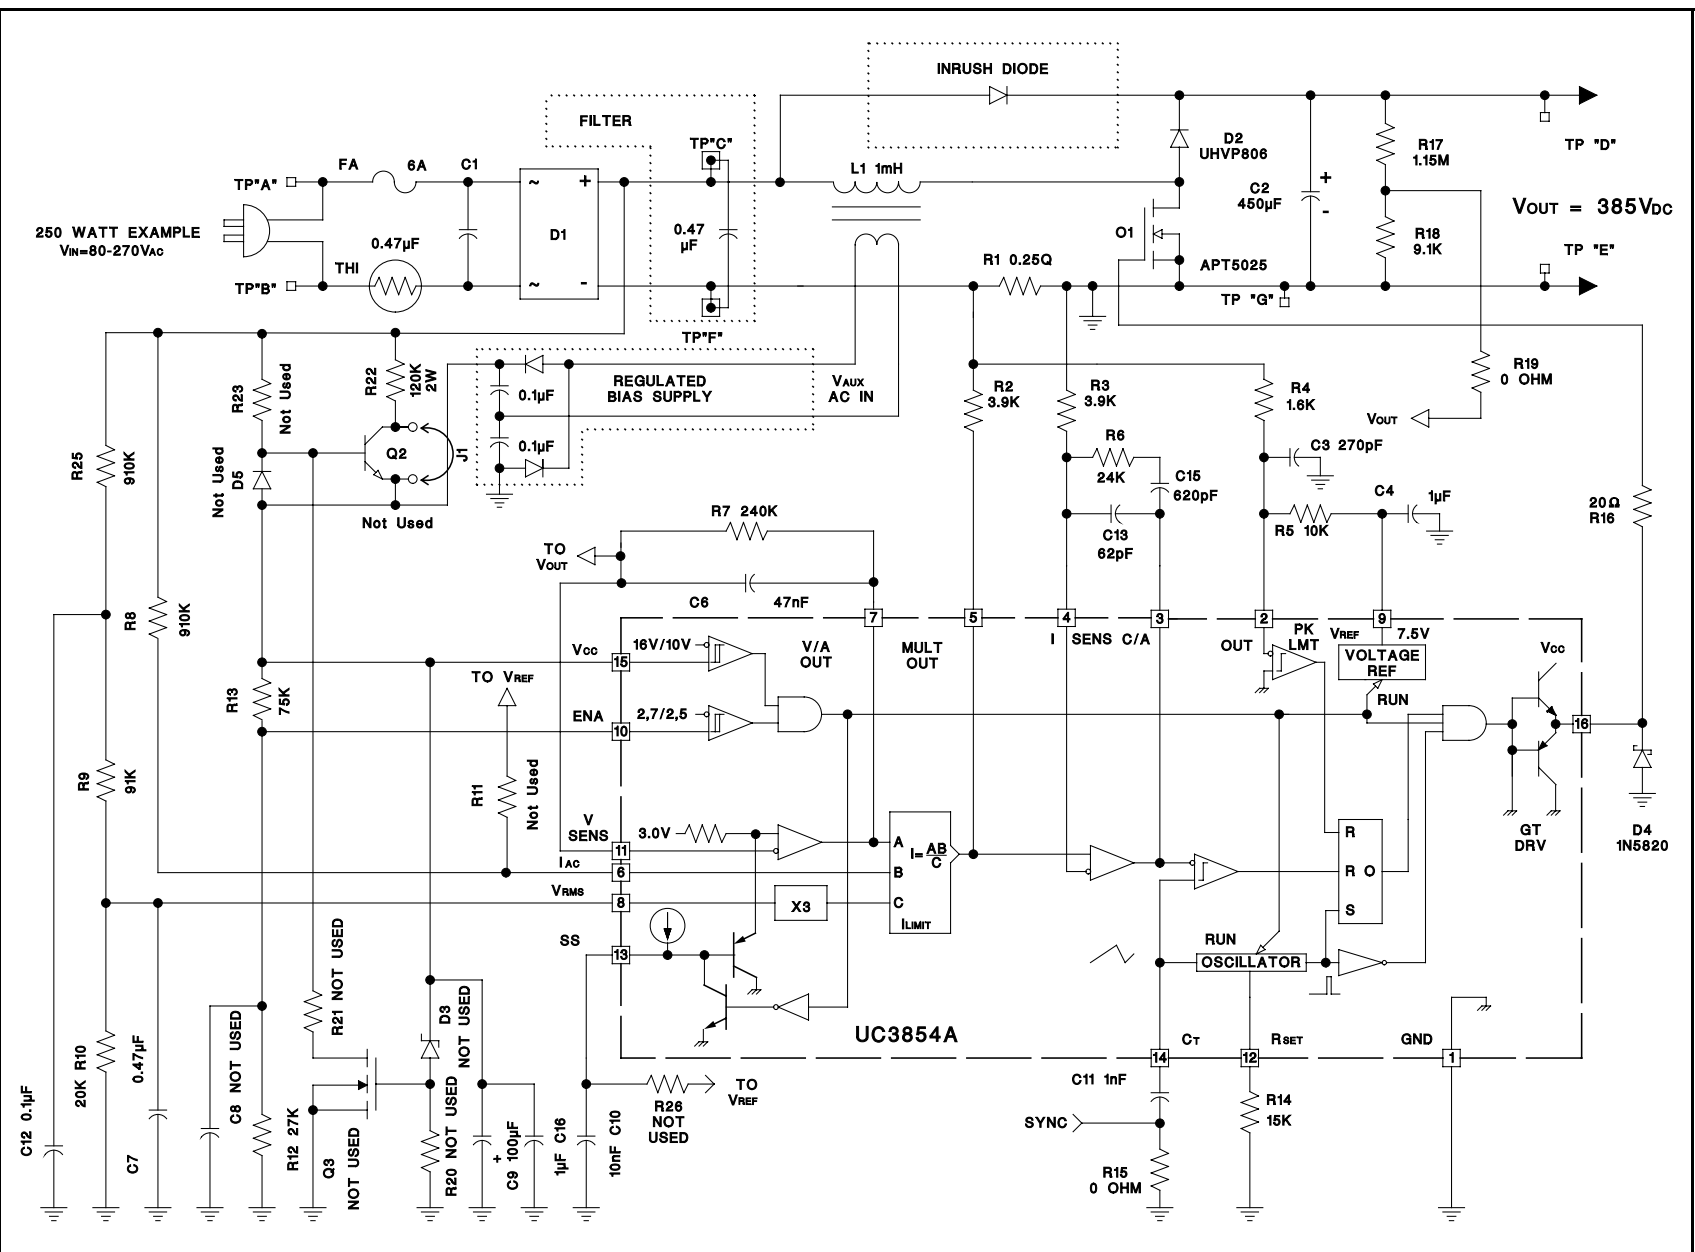 INRUSH DIODE
FILTER
TP"C"
D2
UHVP806
R17
1.15M
TP "D"
FA
6A
C1
L1 1mH
TP"A"
~
+
C2
450µF
+
-
VOUT = 385VDC
250 WATT EXAMPLE
VIN=80-270VAC
0.47µF
D1
0.47
µF
O1
R18
9.1K
THI
R1 0.25Q
APT5025
TP "E"
TP"B"
~
-
TP "G"
TP"F"
R23
Not Used
R22
120K
2W
REGULATED
BIAS SUPPLY
0.1µF
0.1µF
VAUX
AC IN
R2
3.9K
R3
3.9K
R4
1.6K
R19
0 OHM
VOUT
R25
910K
Not Used
D5
Q2
J1
Not Used
R6
24K
C15
620pF
C3 270pF
C13
62pF
R5 10K
C4
1µF
20Ω
R16
R7 240K
TO
VOUT
C6
47nF
R8
910K
7
5
4
3
2
9
VCC
15
16V/10V
V/A
OUT
MULT
OUT
I SENS C/A
OUT
PK
LMT
VREF 7.5V
VOLTAGE
REF
VCC
TO VREF
R13
75K
RUN
ENA
10
2,7/2,5
16
R9
91K
R11
Not Used
V
SENS
11
3.0V
A
I= AB
C
R
GT
DRV
D4
1N5820
IAC
6
B
R O
VRMS
8
X3
C
S
ILIMIT
SS
13
RUN
OSCILLATOR
R21 NOT USED
D3
NOT USED
UC3854A
CT
14
12
RSET
GND
1
20K R10
0.47µF
C8 NOT USED
R26
NOT
USED
TO
VREF
C11 1nF
R14
15K
SYNC
C12 0.1µF
C7
R12 27K
Q3
NOT USED
R20 NOT USED
+
C9 100µF
1µF C16
10nF C10
R15
0 OHM